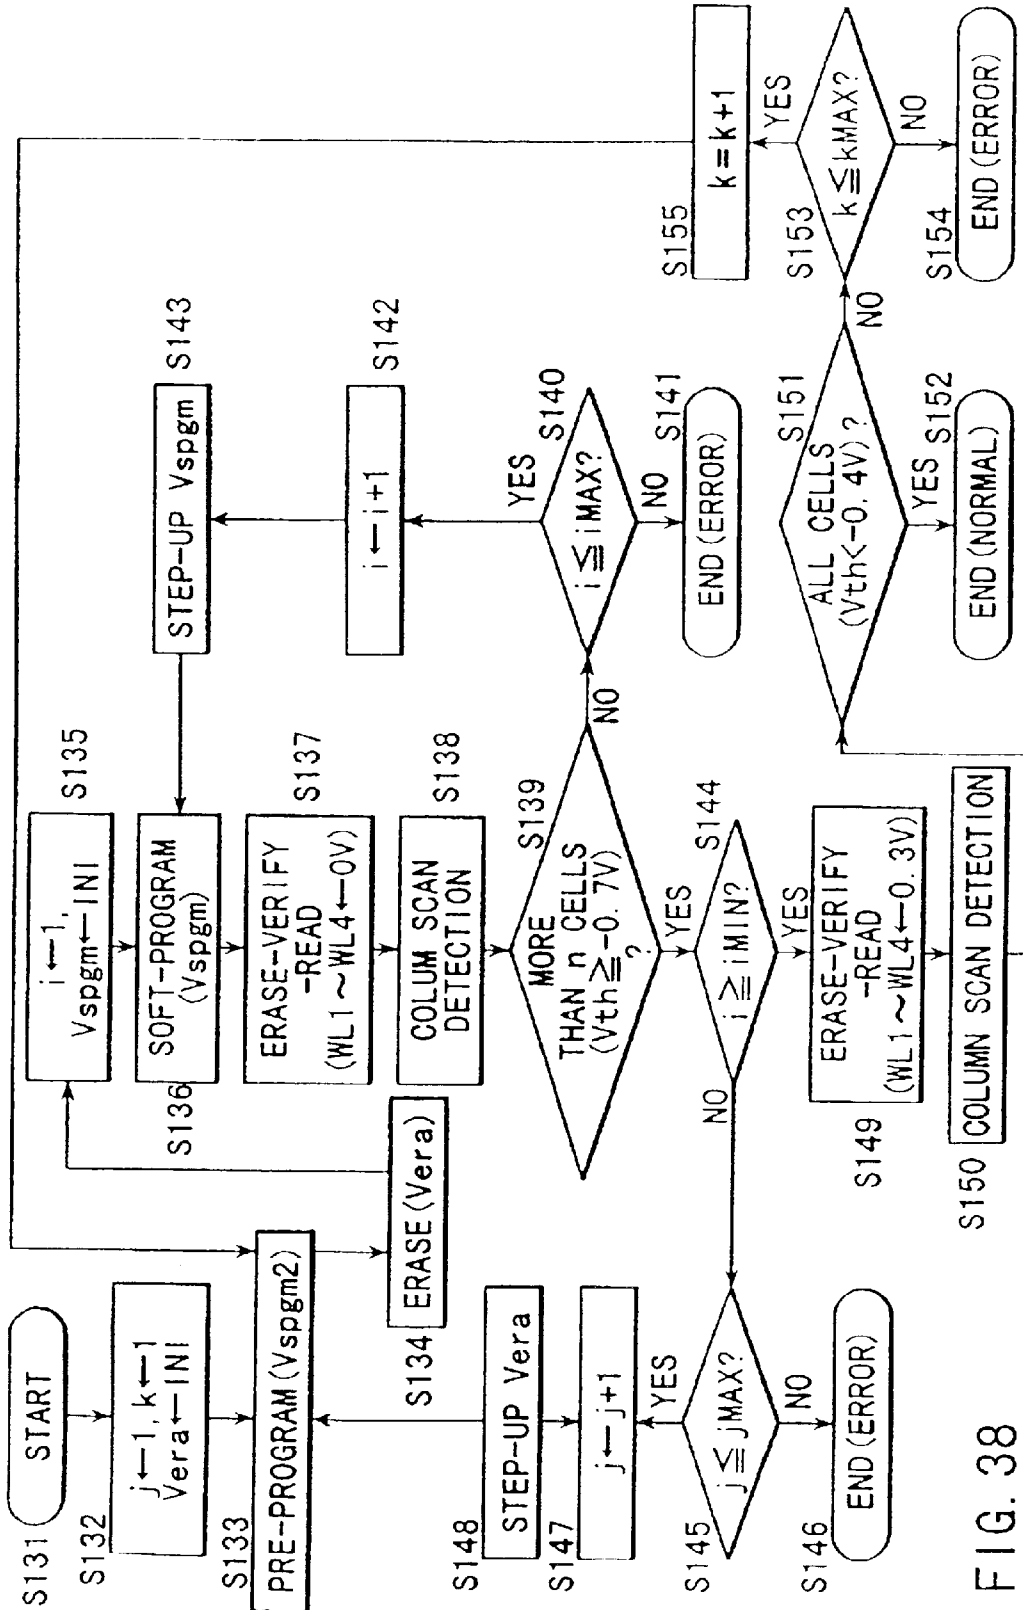 S131
START
S132
j←1, k←1
Vera←INI
S133
PRE-PROGRAM (Vspgm2)
S134
ERASE (Vera)
S135
i←1,
Vspgm←INI
S136
SOFT-PROGRAM
(Vspgm)
S137
ERASE-VERIFY
-READ
(WL1~WL4←0V)
S138
COLUM SCAN
DETECTION
S139
MORE
THAN n CELLS
(Vth≧-0.7V)
?
NO
YES
S140
i≦iMAX?
YES
NO
S141
END (ERROR)
S142
i←i+1
S143
STEP-UP Vspgm
S144
i≧iMIN?
NO
YES
S145
j≦jMAX?
YES
NO
S146
END (ERROR)
S147
j←j+1
S148
STEP-UP Vera
S149
ERASE-VERIFY
-READ
(WL1~WL4←0.3V)
S150
COLUMN SCAN DETECTION
S151
ALL CELLS
(Vth<-0.4V)?
NO
YES
S152
END (NORMAL)
S153
k≦kMAX?
YES
NO
S154
END (ERROR)
S155
k=k+1
FIG. 38